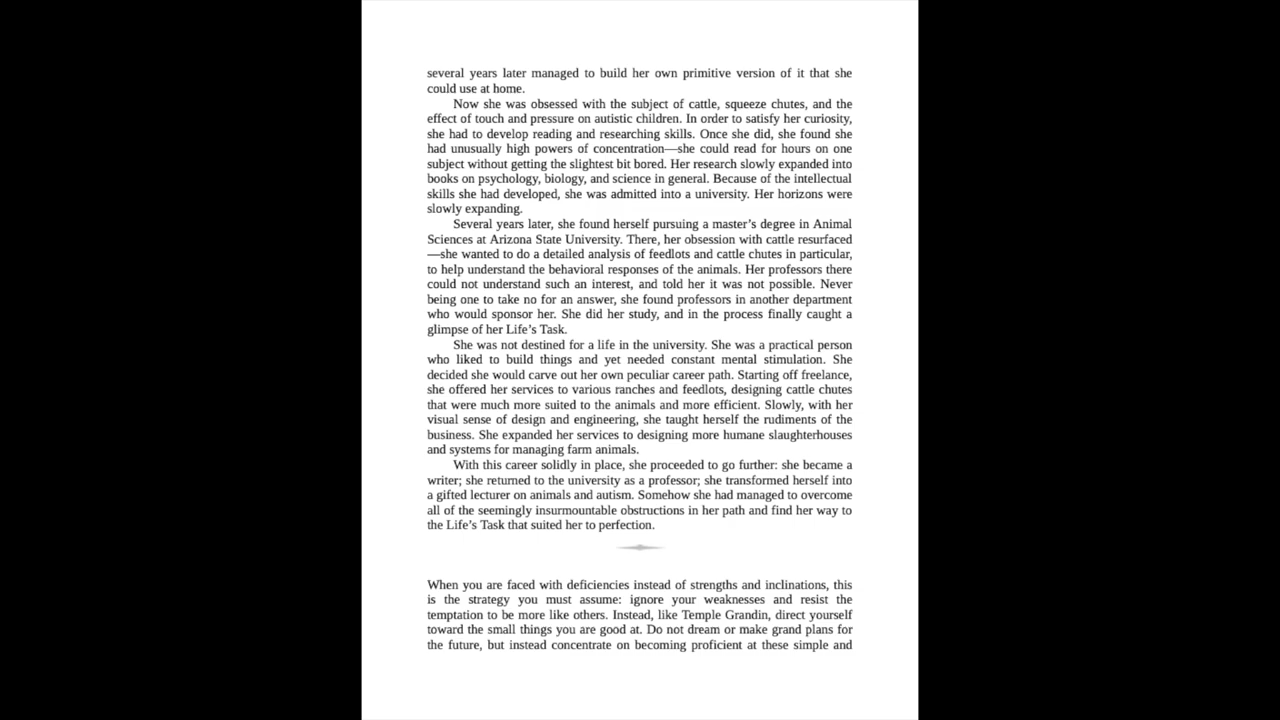 several years later managed to build her own primitive version of it that she
could use at home.
Now she was obsessed with the subject of cattle, squeeze chutes, and the
effect of touch and pressure on autistic children. In order to satisfy her curiosity,
she had to develop reading and researching skills. Once she did, she found she
had unusually high powers of concentration—she could read for hours on one
subject without getting the slightest bit bored. Her research slowly expanded into
books on psychology, biology, and science in general. Because of the intellectual
skills she had developed, she was admitted into a university. Her horizons were
slowly expanding.
Several years later, she found herself pursuing a master’s degree in Animal
Sciences at Arizona State University. There, her obsession with cattle resurfaced
—she wanted to do a detailed analysis of feedlots and cattle chutes in particular,
to help understand the behavioral responses of the animals. Her professors there
could not understand such an interest, and told her it was not possible. Never
being one to take no for an answer, she found professors in another department
who would sponsor her. She did her study, and in the process finally caught a
glimpse of her Life’s Task.
She was not destined for a life in the university. She was a practical person
who liked to build things and yet needed constant mental stimulation. She
decided she would carve out her own peculiar career path. Starting off freelance,
she offered her services to various ranches and feedlots, designing cattle chutes
that were much more suited to the animals and more efficient. Slowly, with her
visual sense of design and engineering, she taught herself the rudiments of the
business. She expanded her services to designing more humane slaughterhouses
and systems for managing farm animals.
With this career solidly in place, she proceeded to go further: she became a
writer; she returned to the university as a professor; she transformed herself into
a gifted lecturer on animals and autism. Somehow she had managed to overcome
all of the seemingly insurmountable obstructions in her path and find her way to
the Life’s Task that suited her to perfection.
When you are faced with deficiencies instead of strengths and inclinations, this
is the strategy you must assume: ignore your weaknesses and resist the
temptation to be more like others. Instead, like Temple Grandin, direct yourself
toward the small things you are good at. Do not dream or make grand plans for
the future, but instead concentrate on becoming proficient at these simple and